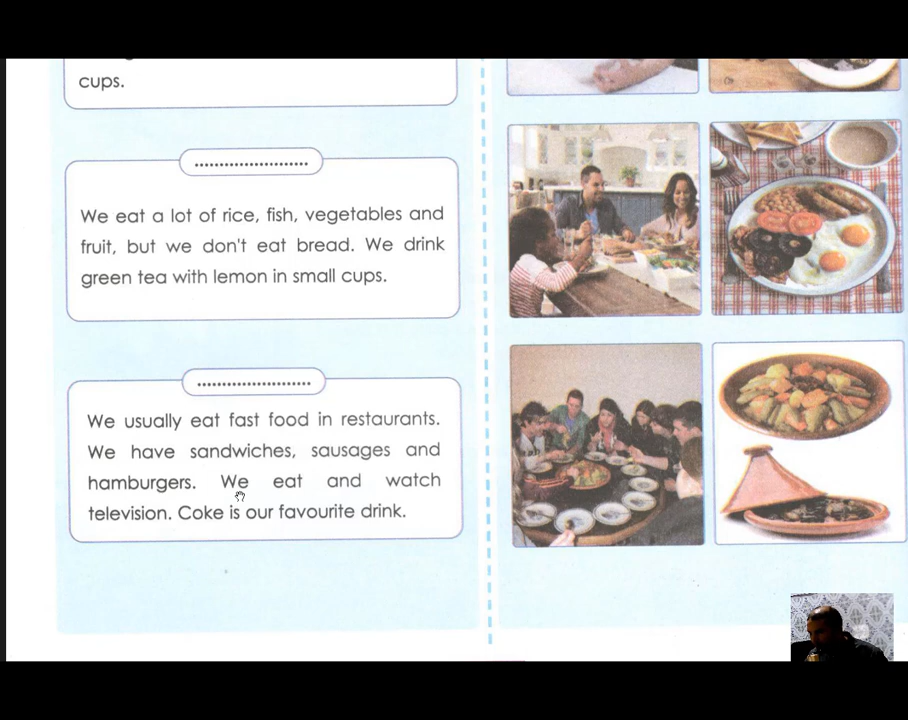 cups.
We eat a lot of rice, fish, vegetables and
fruit, but we don't eat bread. We drink
green tea with lemon in small cups.
We usually eat fast food in restaurants.
We have sandwiches, sausages and
hamburgers. We eat and watch
television. Coke is our favourite drink.